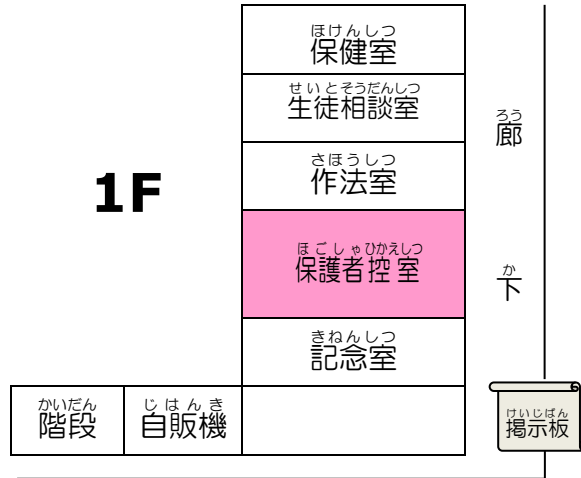 ほけんしつ
保健室
せいとそうだんしつ
生徒相談室
さほうしつ
作法室
1F
ほごしゃひかえしつ
保護者控室
きねんしつ
記念室
ろう
廊
か
下
かいだん
階段
じはんき
自販機
けいじばん
掲示板